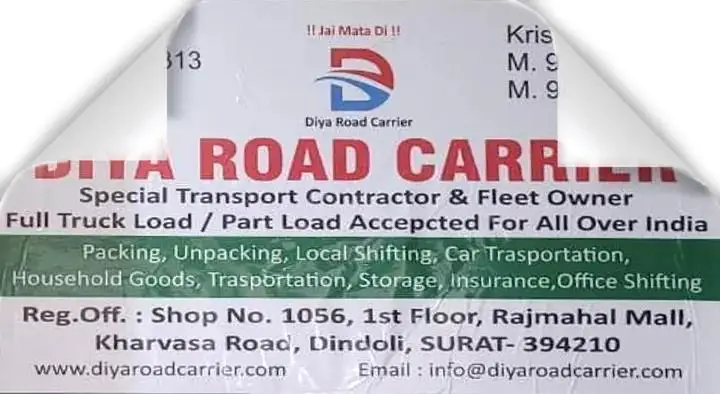 !! Jai Mata Di !!
Kris
313
M. 9
M. 9
Diya Road Carrier
DIYA ROAD CARRIER
Special Transport Contractor & Fleet Owner
Full Truck Load / Part Load Accepcted For All Over India
Packing, Unpacking, Local Shifting, Car Trasportation,
Household Goods, Trasportation, Storage, Insurance,Office Shifting
Reg.Off. : Shop No. 1056, 1st Floor, Rajmahal Mall,
Kharvasa Road, Dindoli, SURAT- 394210
www.diyaroadcarrier.com Email : info@diyaroadcarrier.com